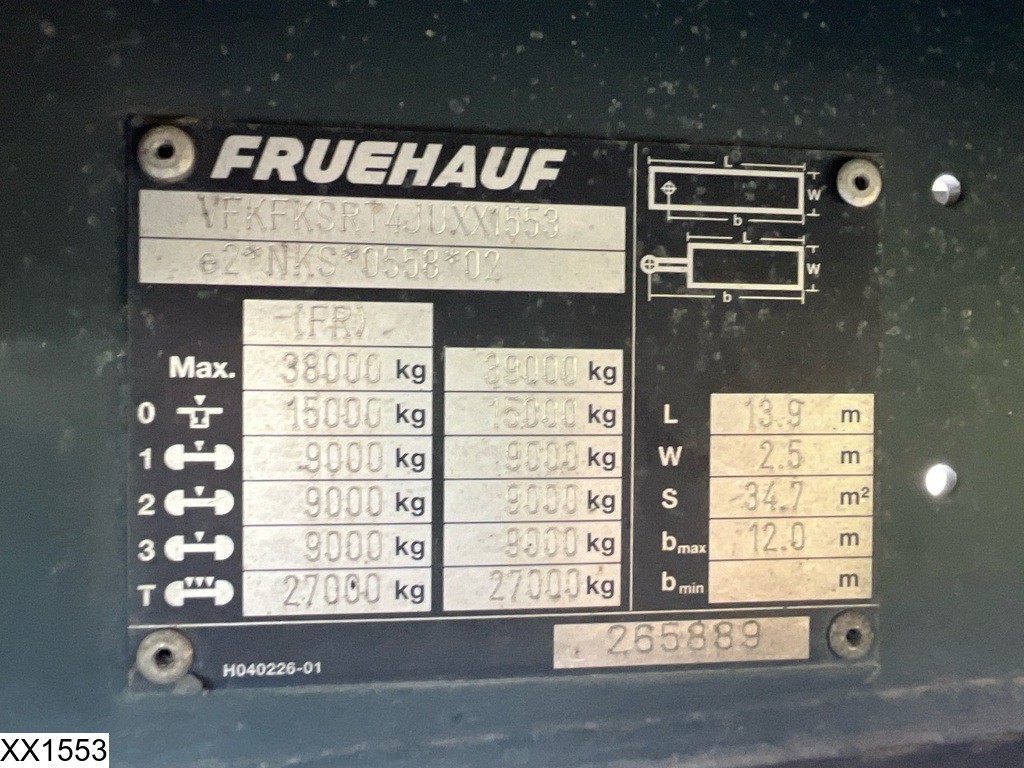 FRUEHAUF
VFKFKSRT4JUXX1553
e2*NKS*0558*02
(FR)
Max. 38000 kg 39000 kg
0 15000 kg 15000 kg
1 9000 kg 9000 kg
2 9000 kg 9000 kg
3 9000 kg 9000 kg
T 27000 kg 27000 kg
L
W
b
L
W
b
L 13.9 m
W 2.5 m
S 34.7 m²
bmax 12.0 m
bmin m
H040226-01
265889
XX1553